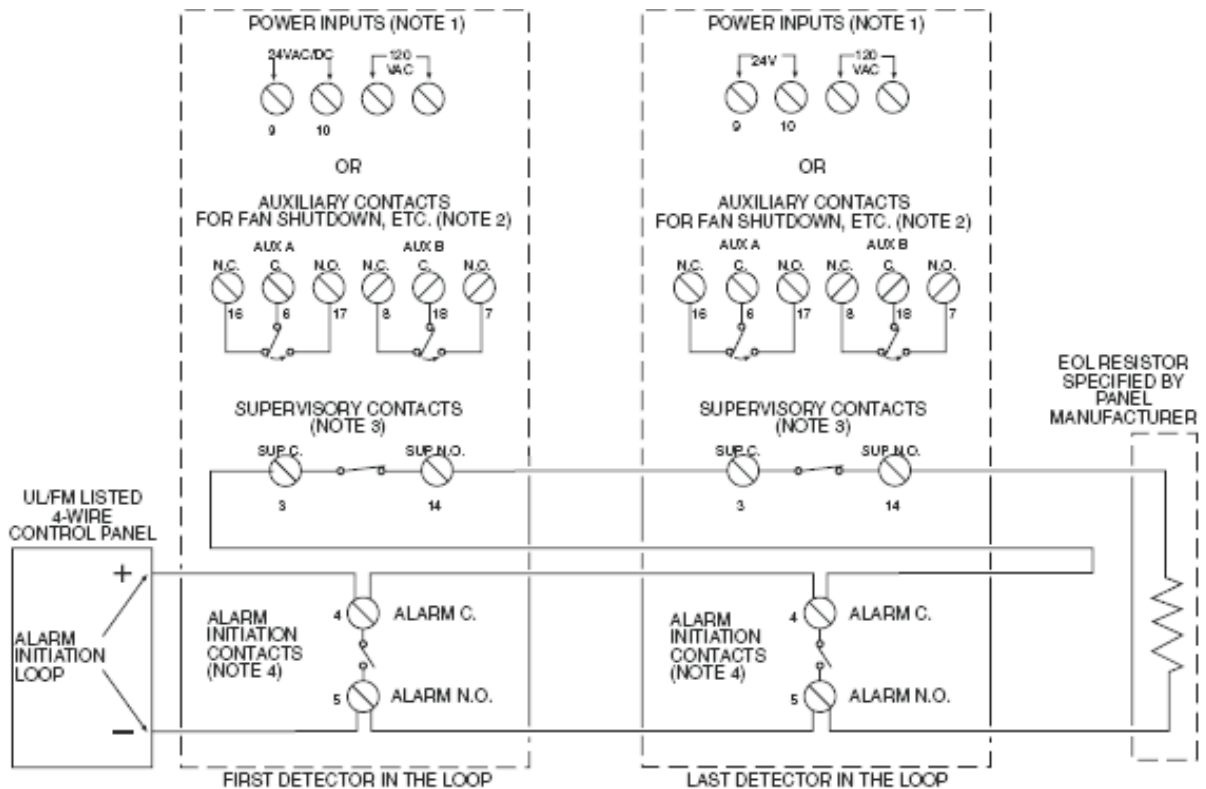 POWER INPUTS (NOTE 1)
24VAC/DC
120
VAC
9
10
OR
AUXILIARY CONTACTS
FOR FAN SHUTDOWN, ETC. (NOTE 2)
AUX A
AUX B
N.C.
C.
N.O.
N.C.
C.
N.O.
16
6
17
8
18
7
SUPERVISORY CONTACTS
(NOTE 3)
SUP.C.
SUP.N.O.
3
14
POWER INPUTS (NOTE 1)
24V
120
VAC
9
10
OR
AUXILIARY CONTACTS
FOR FAN SHUTDOWN, ETC. (NOTE 2)
AUX A
AUX B
N.C.
C.
N.O.
N.C.
C.
N.O.
16
6
17
8
18
7
SUPERVISORY CONTACTS
(NOTE 3)
SUP.C.
SUP.N.O.
3
14
EOL RESISTOR
SPECIFIED BY
PANEL
MANUFACTURER
UL/FM LISTED
4-WIRE
CONTROL PANEL
+
ALARM
INITIATION
LOOP
−
ALARM
INITIATION
CONTACTS
(NOTE 4)
4
ALARM C.
5
ALARM N.O.
ALARM
INITIATION
CONTACTS
(NOTE 4)
4
ALARM C.
5
ALARM N.O.
FIRST DETECTOR IN THE LOOP
LAST DETECTOR IN THE LOOP